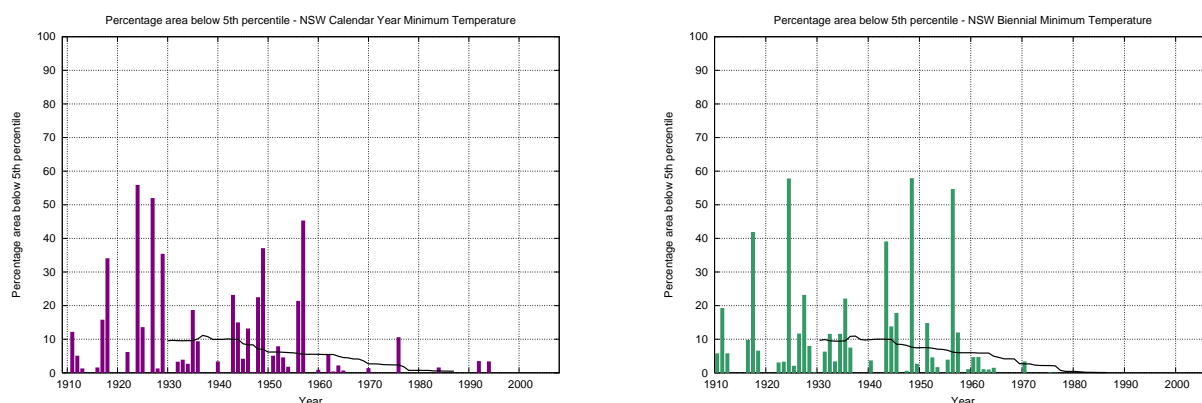 Percentage area below 5th percentile - NSW Calendar Year Minimum Temperature
100
90
80
70
60
50
40
30
20
10
0
Percentage area below 5th percentile
1910 1920 1930 1940 1950 1960 1970 1980 1990 2000
Year
Percentage area below 5th percentile - NSW Biennial Minimum Temperature
100
90
80
70
60
50
40
30
20
10
0
Percentage area below 5th percentile
1910 1920 1930 1940 1950 1960 1970 1980 1990 2000
Year